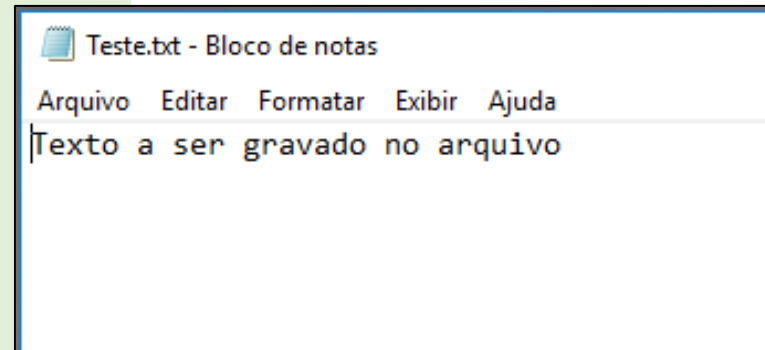 Teste.txt - Bloco de notas
Arquivo Editar Formatar Exibir Ajuda
Texto a ser gravado no arquivo